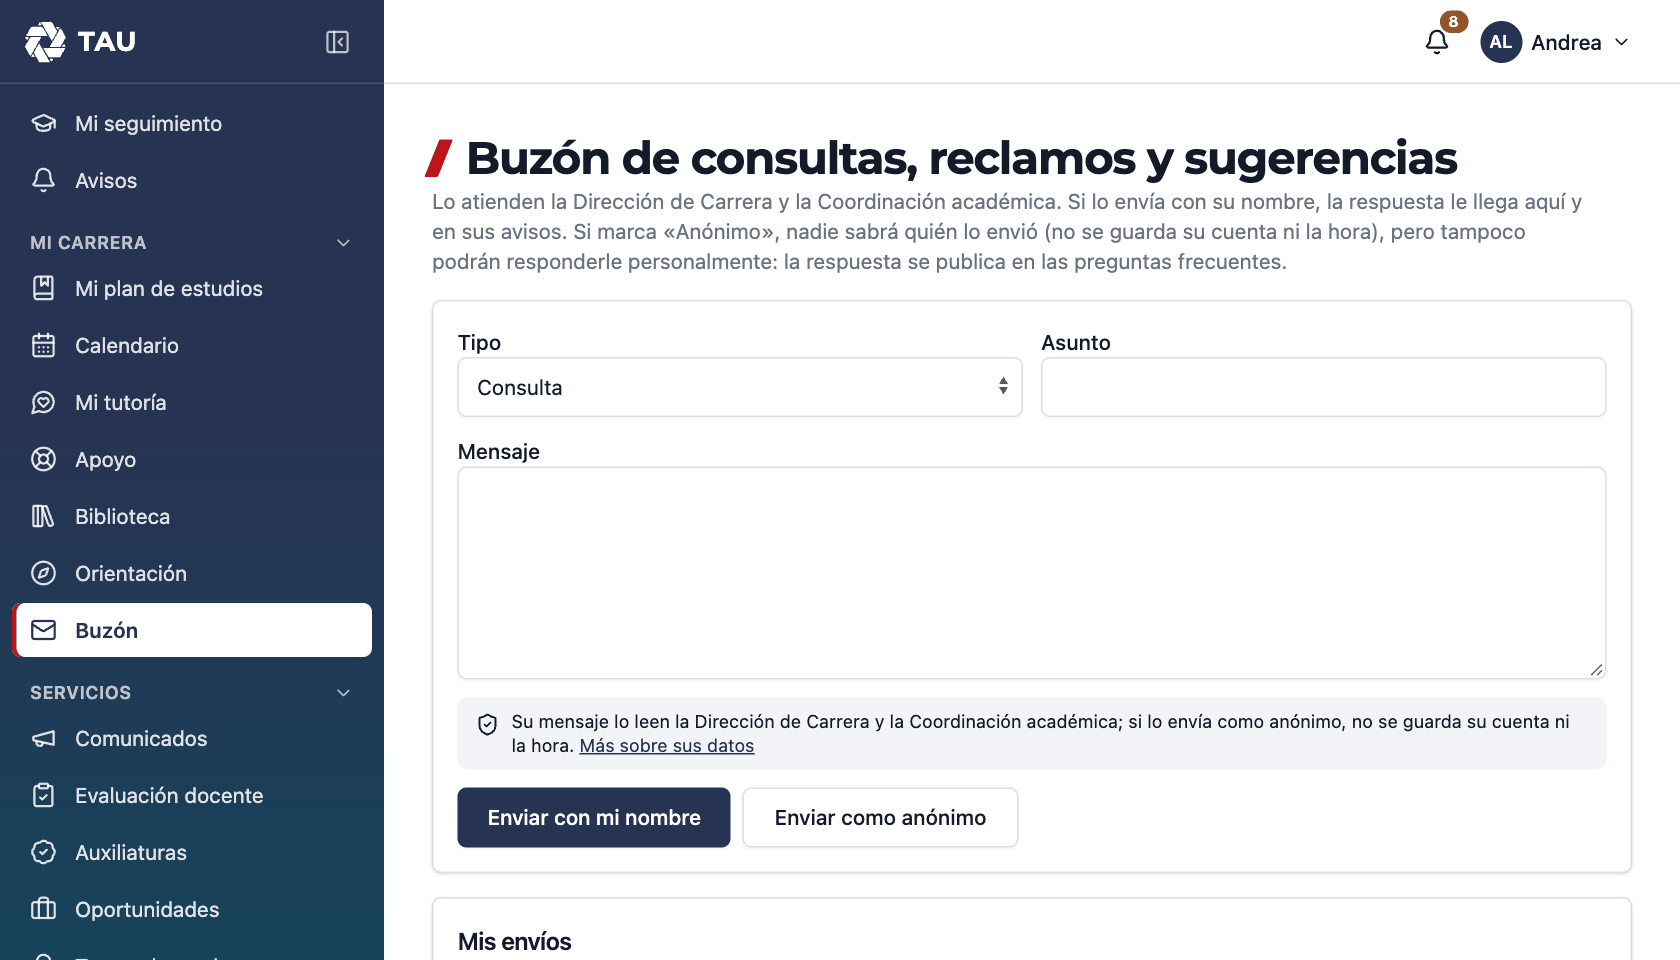 TAU
8
AL
Andrea
Mi seguimiento
Avisos
MI CARRERA
Mi plan de estudios
Calendario
Mi tutoría
Apoyo
Biblioteca
Orientación
Buzón
SERVICIOS
Comunicados
Evaluación docente
Auxiliaturas
Oportunidades
Buzón de consultas, reclamos y sugerencias
Lo atienden la Dirección de Carrera y la Coordinación académica. Si lo envía con su nombre, la respuesta le llega aquí y
en sus avisos. Si marca «Anónimo», nadie sabrá quién lo envió (no se guarda su cuenta ni la hora), pero tampoco
podrán responderle personalmente: la respuesta se publica en las preguntas frecuentes.
Tipo
Asunto
Consulta
Mensaje
Su mensaje lo leen la Dirección de Carrera y la Coordinación académica; si lo envía como anónimo, no se guarda su cuenta ni
la hora. Más sobre sus datos
Enviar con mi nombre
Enviar como anónimo
Mis envíos